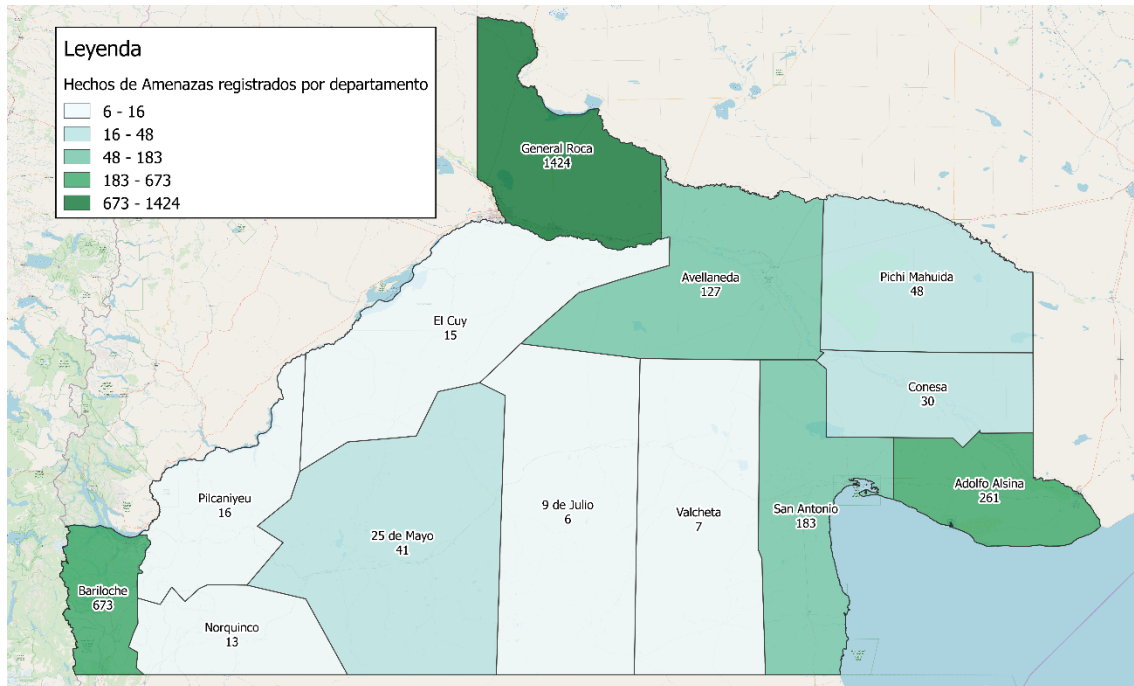 Leyenda
Hechos de Amenazas registrados por departamento
6 - 16
16 - 48
48 - 183
183 - 673
673 - 1424
General Roca
1424
Avellaneda
127
Pichi Mahuida
48
El Cuy
15
Conesa
30
Adolfo Alsina
261
Pilcaniyeu
16
9 de Julio
6
Valcheta
7
San Antonio
183
25 de Mayo
41
Bariloche
673
Norquinco
13